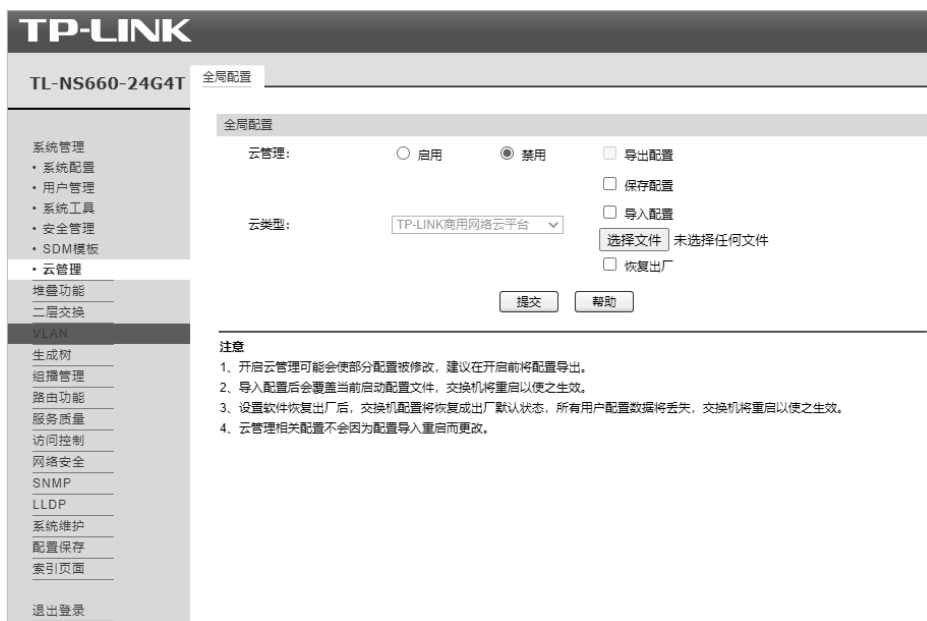 TP-LINK
TL-NS660-24G4T
全局配置
全局配置
系统管理
• 系统配置
• 用户管理
• 系统工具
• 安全管理
• SDM模板
• 云管理
堆叠功能
二层交换
VLAN
生成树
组播管理
路由功能
服务质量
访问控制
网络安全
SNMP
LLDP
系统维护
配置保存
索引页面
退出登录
云管理： 启用 禁用 导出配置
保存配置
云类型： TP-LINK商用网络云平台 导入配置
选择文件 未选择任何文件
恢复出厂
提交 帮助
注意
1、开启云管理可能会使部分配置被修改，建议在开启前将配置导出。
2、导入配置后会覆盖当前启动配置文件，交换机将重启以使之生效。
3、设置软件恢复出厂后，交换机配置将恢复成出厂默认状态，所有用户配置数据将丢失，交换机将重启以使之生效。
4、云管理相关配置不会因为配置导入重启而更改。